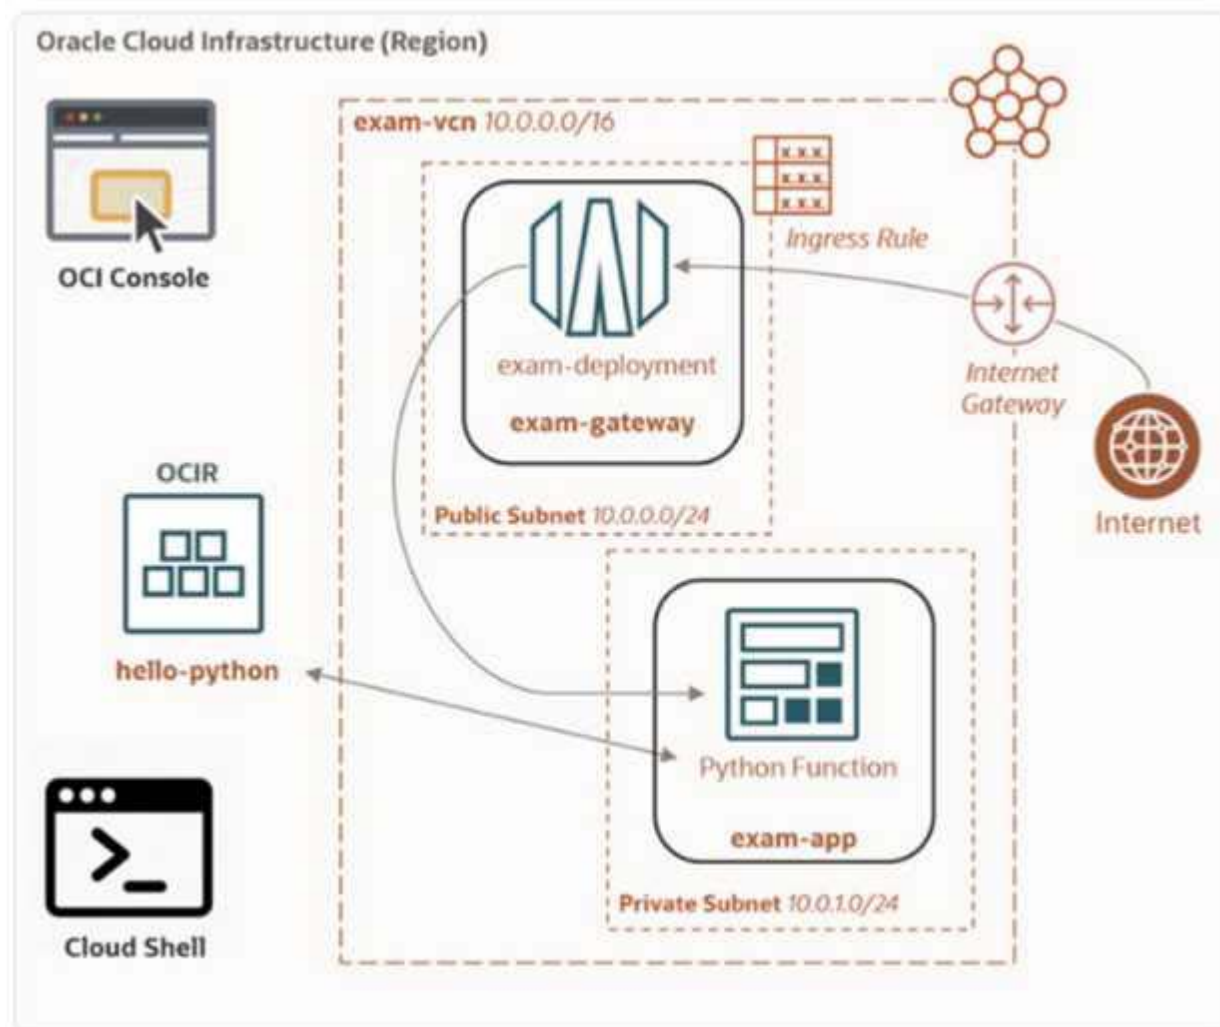 Oracle Cloud Infrastructure (Region)
exam-vcn 10.0.0.0/16
x x x
x x x
x x x
Ingress Rule
OCI Console
exam-deployment
exam-gateway
Internet
Gateway
OCIR
Public Subnet 10.0.0.0/24
Internet
hello-python
Python Function
exam-app
Private Subnet 10.0.1.0/24
Cloud Shell